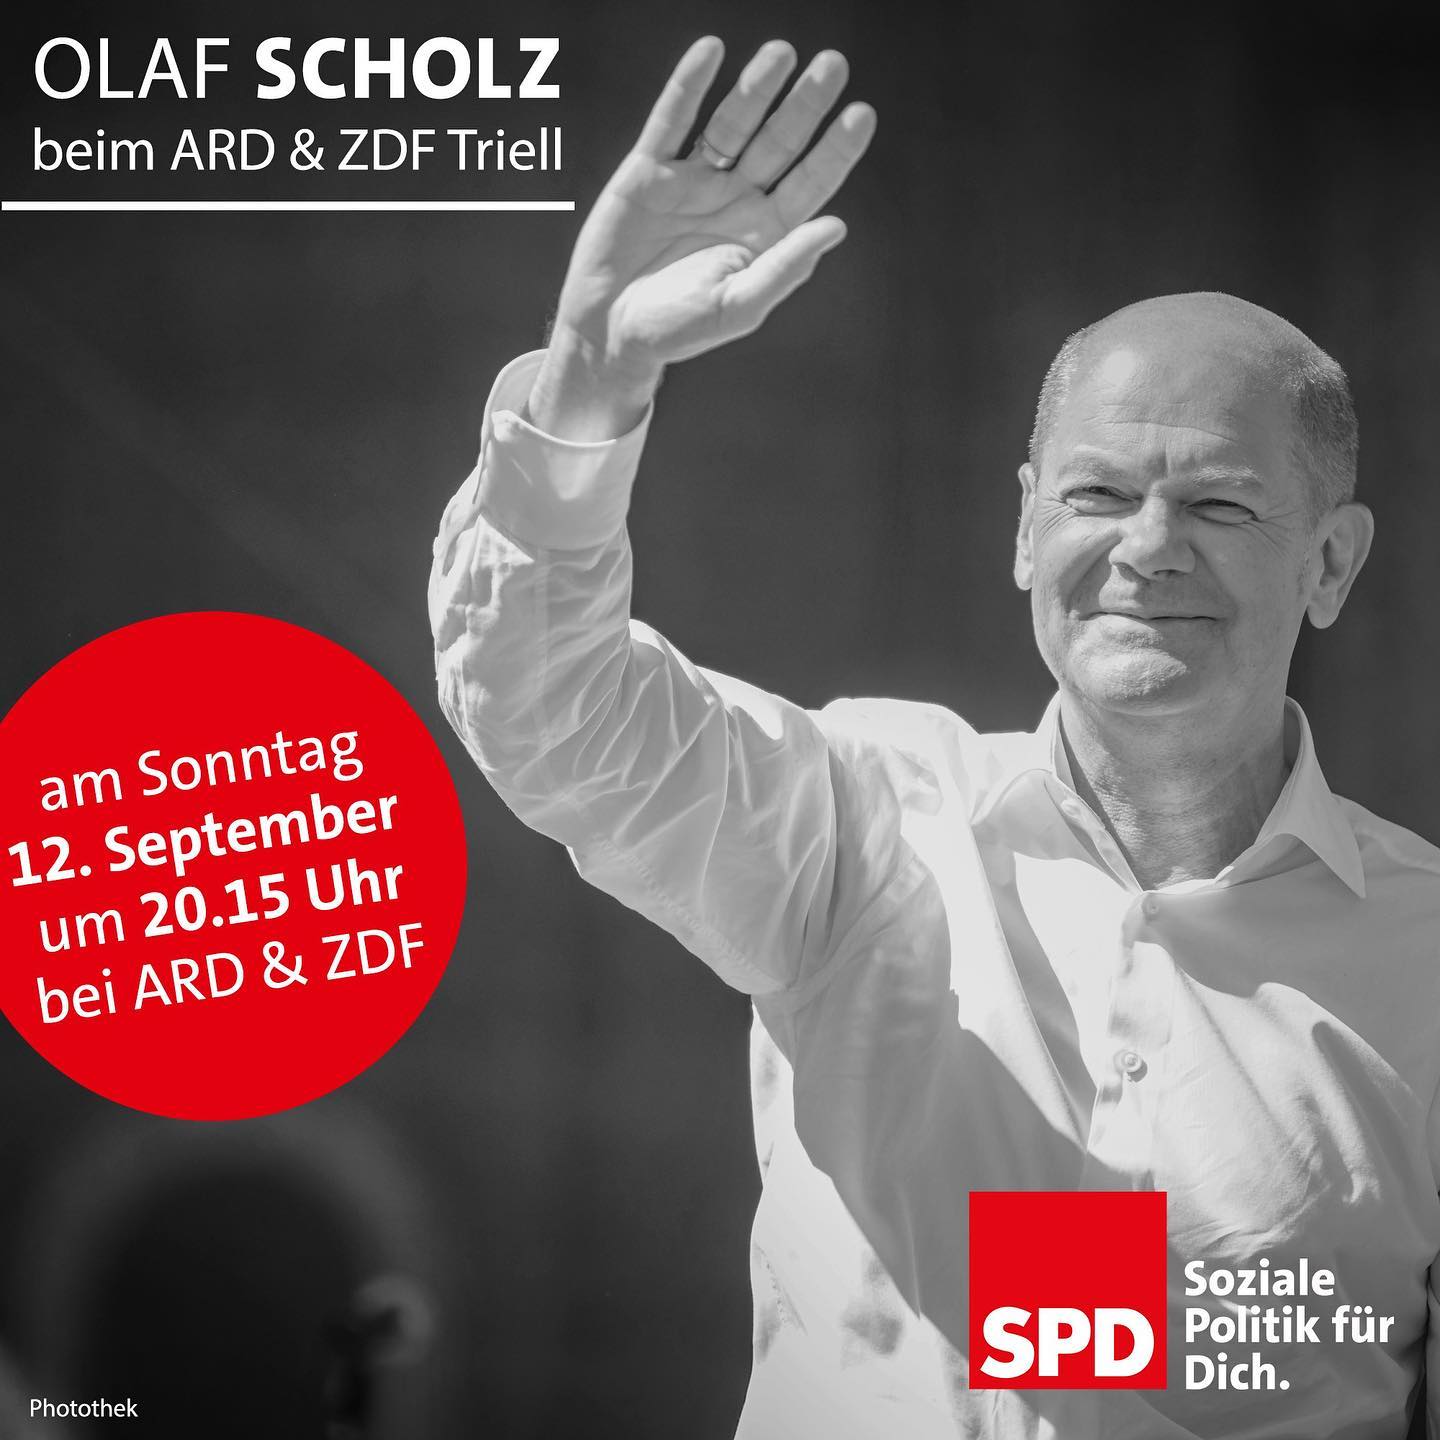 OLAF SCHOLZ
beim ARD & ZDF Triell
am Sonntag
12. September
um 20.15 Uhr
bei ARD & ZDF
SPD
Soziale
Politik für
Dich.
Photothek